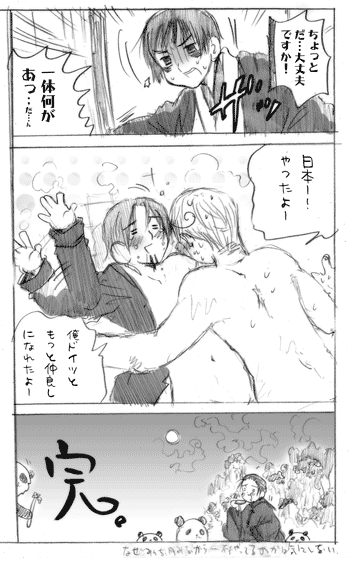 ちょっと
だ…大丈夫
ですか!
一体何が
あっ‥だ…ん
ガ
日本ー!
やったよー
俺ドイツと
もっと仲良し
になれたよー
完。